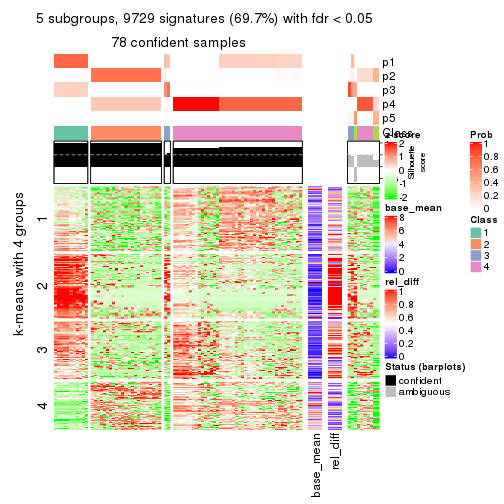 5 subgroups, 9729 signatures (69.7%) with fdr < 0.05
78 confident samples
p1
p2
p3
p4
p5
Class
Silhouette
score
k-means with 4 groups
1
2
3
4
base_mean
rel_diff
z-score
2
1
0
-1
-2
base_mean
8
6
4
2
0
rel_diff
1
0.8
0.6
0.4
0.2
0
Status (barplots)
confident
ambiguous
Prob
1
0.8
0.6
0.4
0.2
0
Class
1
2
3
4